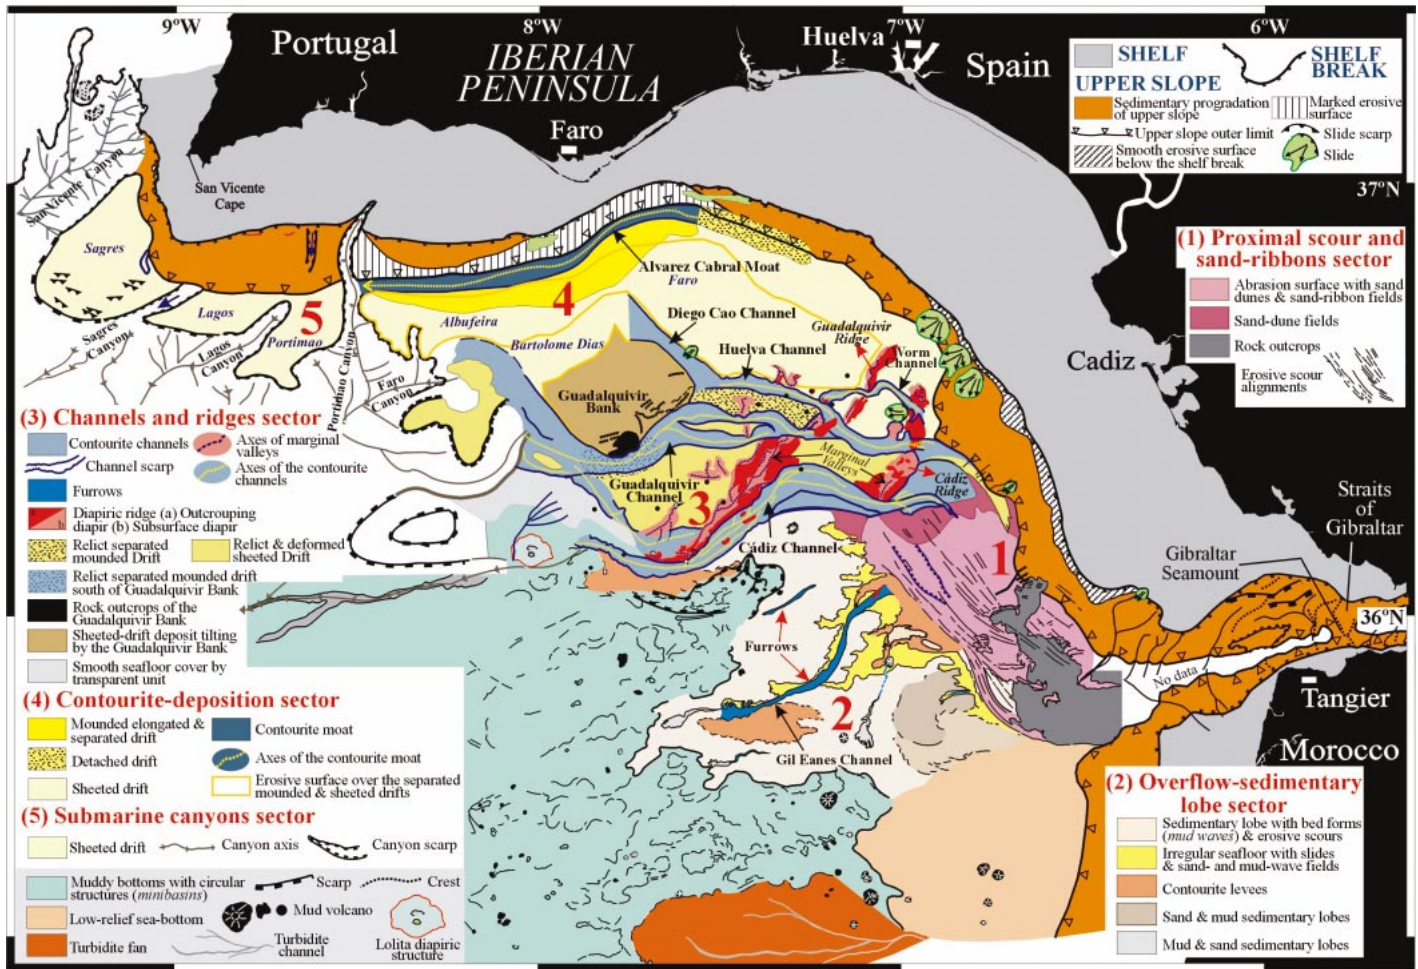 9ºW
8ºW
7ºW
6ºW
Portugal
IBERIAN
PENINSULA
Huelva
Spain
Faro
SHELF
SHELF
BREAK
UPPER SLOPE
Sedimentary progradation
of upper slope
Marked erosive
surface
Upper slope outer limit
Slide scarp
Smooth erosive surface
below the shelf break
Slide
37ºN
San Vicente Canyon
San Vicente
Cape
Sagres
Lagos
5
Portimao
Sagres
Canyon
Lagos
Canyon
Portimao Canyon
Faro
Canyon
Alvarez Cabral Moat
Faro
4
Albufeira
Bartolome Dias
Diego Cao Channel
Guadalquivir
Ridge
Huelva Channel
Vorm
Channel
Guadalquivir
Bank
Marginal
Valleys
Guadalquivir
Channel
3
Cádiz
Ridge
Cádiz Channel
1
Cadiz
(1) Proximal scour and
sand-ribbons sector
Abrasion surface with sand
dunes & sand-ribbon fields
Sand-dune fields
Rock outcrops
Erosive scour
alignments
Straits
of
Gibraltar
Gibraltar
Seamount
36ºN
No data
Tangier
Morocco
Furrows
2
Gil Eanes Channel
(3) Channels and ridges sector
Contourite channels
Axes of marginal
valleys
Channel scarp
Axes of the contourite
channels
Furrows
a
b
Diapiric ridge (a) Outcrouping
diapir (b) Subsurface diapir
Relict separated
mounded Drift
Relict & deformed
sheeted Drift
Relict separated mounded drift
south of Guadalquivir Bank
Rock outcrops of the
Guadalquivir Bank
Sheeted-drift deposit tilting
by the Guadalquivir Bank
Smooth seafloor cover by
transparent unit
(4) Contourite-deposition sector
Mounded elongated &
separated drift
Contourite moat
Detached drift
Axes of the contourite moat
Sheeted drift
Erosive surface over the separated
mounded & sheeted drifts
(5) Submarine canyons sector
Sheeted drift
Canyon axis
Canyon scarp
Muddy bottoms with circular
structures (minibasins)
Scarp
Crest
Low-relief sea-bottom
Mud volcano
Turbidite fan
Turbidite
channel
Lolita diapiric
structure
(2) Overflow-sedimentary
lobe sector
Sedimentary lobe with bed forms
(mud waves) & erosive scours
Irregular seafloor with slides
& sand- and mud-wave fields
Contourite levees
Sand & mud sedimentary lobes
Mud & sand sedimentary lobes